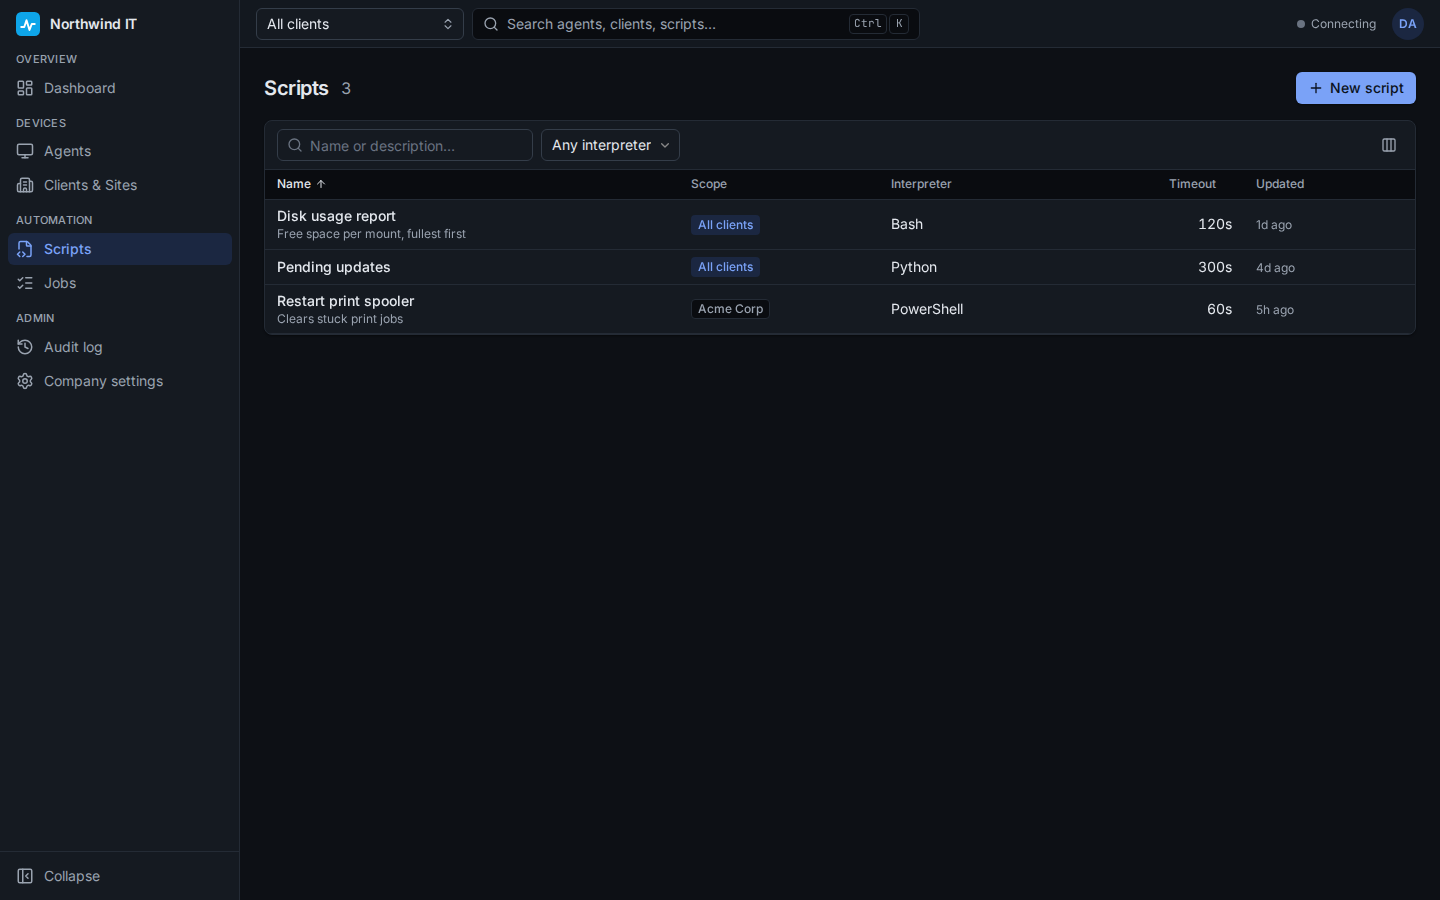 Northwind IT
OVERVIEW
Dashboard
DEVICES
Agents
Clients & Sites
AUTOMATION
Scripts
Jobs
ADMIN
Audit log
Company settings
Collapse
All clients
Search agents, clients, scripts...
Ctrl K
Connecting
DA
Scripts 3
New script
Name or description...
Any interpreter
Name Scope Interpreter Timeout Updated
Disk usage report All clients Bash 120s 1d ago
Free space per mount, fullest first
Pending updates All clients Python 300s 4d ago
Restart print spooler Acme Corp PowerShell 60s 5h ago
Clears stuck print jobs